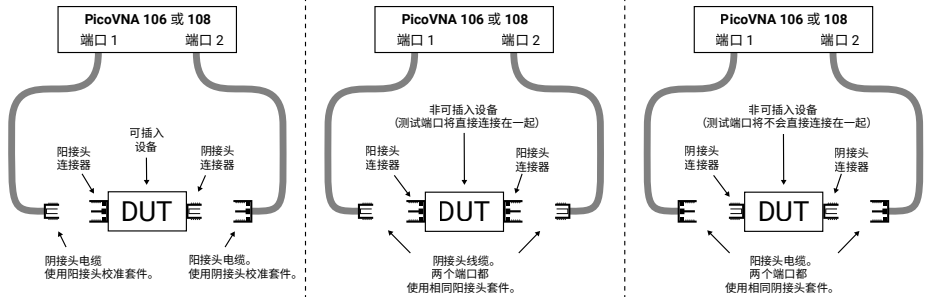 PicoVNA 106 或 108
端口 1 端口 2
可插入
设备
阳接头
连接器
阴接头
连接器
DUT
阴接头电缆
使用阳接头校准套件。
阳接头电缆。
使用阴接头校准套件。
PicoVNA 106 或 108
端口 1 端口 2
非可插入设备
（测试端口将直接连接在一起）
阳接头
连接器
阳接头
连接器
DUT
阴接头线缆。
两个端口都
使用相同阳接头套件。
PicoVNA 106 或 108
端口 1 端口 2
非可插入设备
（测试端口将不会直接连接在一起）
阴接头
连接器
阴接头
连接器
DUT
阳接头电缆。
两个端口都
使用相同阴接头套件。